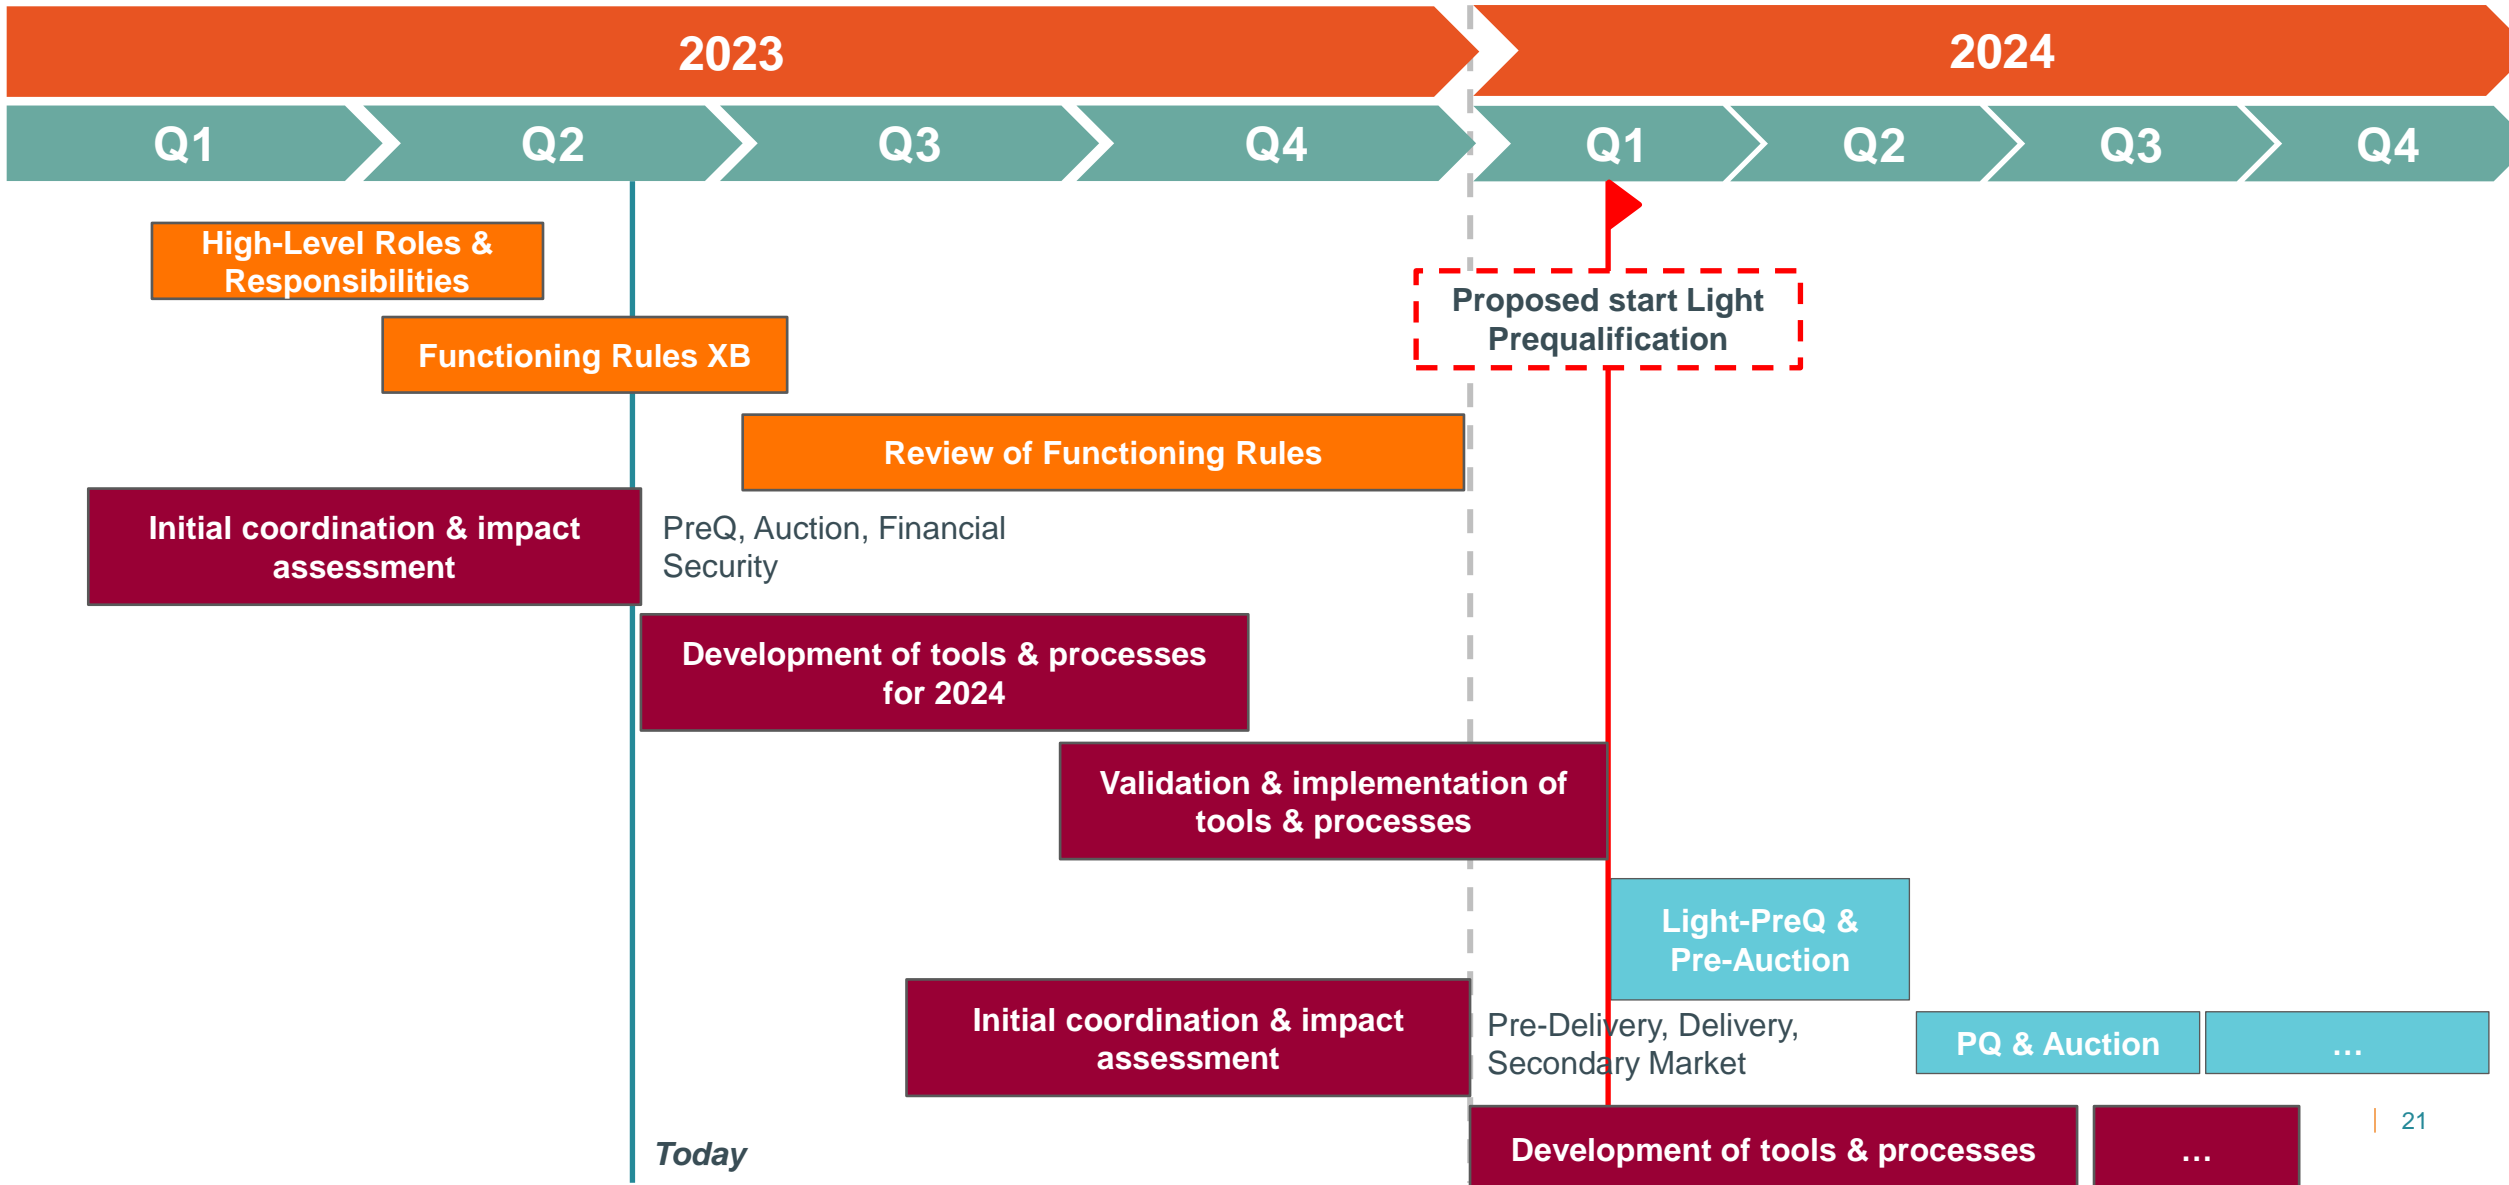 2023
2024
Q1
Q2
Q3
Q4
Q1
Q2
Q3
Q4
High-Level Roles &
Responsibilities
Proposed start Light
Prequalification
Functioning Rules XB
Review of Functioning Rules
Initial coordination & impact
assessment
PreQ, Auction, Financial
Security
Development of tools & processes
for 2024
Validation & implementation of
tools & processes
Light-PreQ &
Pre-Auction
Initial coordination & impact
assessment
Pre-Delivery, Delivery,
Secondary Market
PQ & Auction
...
Today
Development of tools & processes
...
21